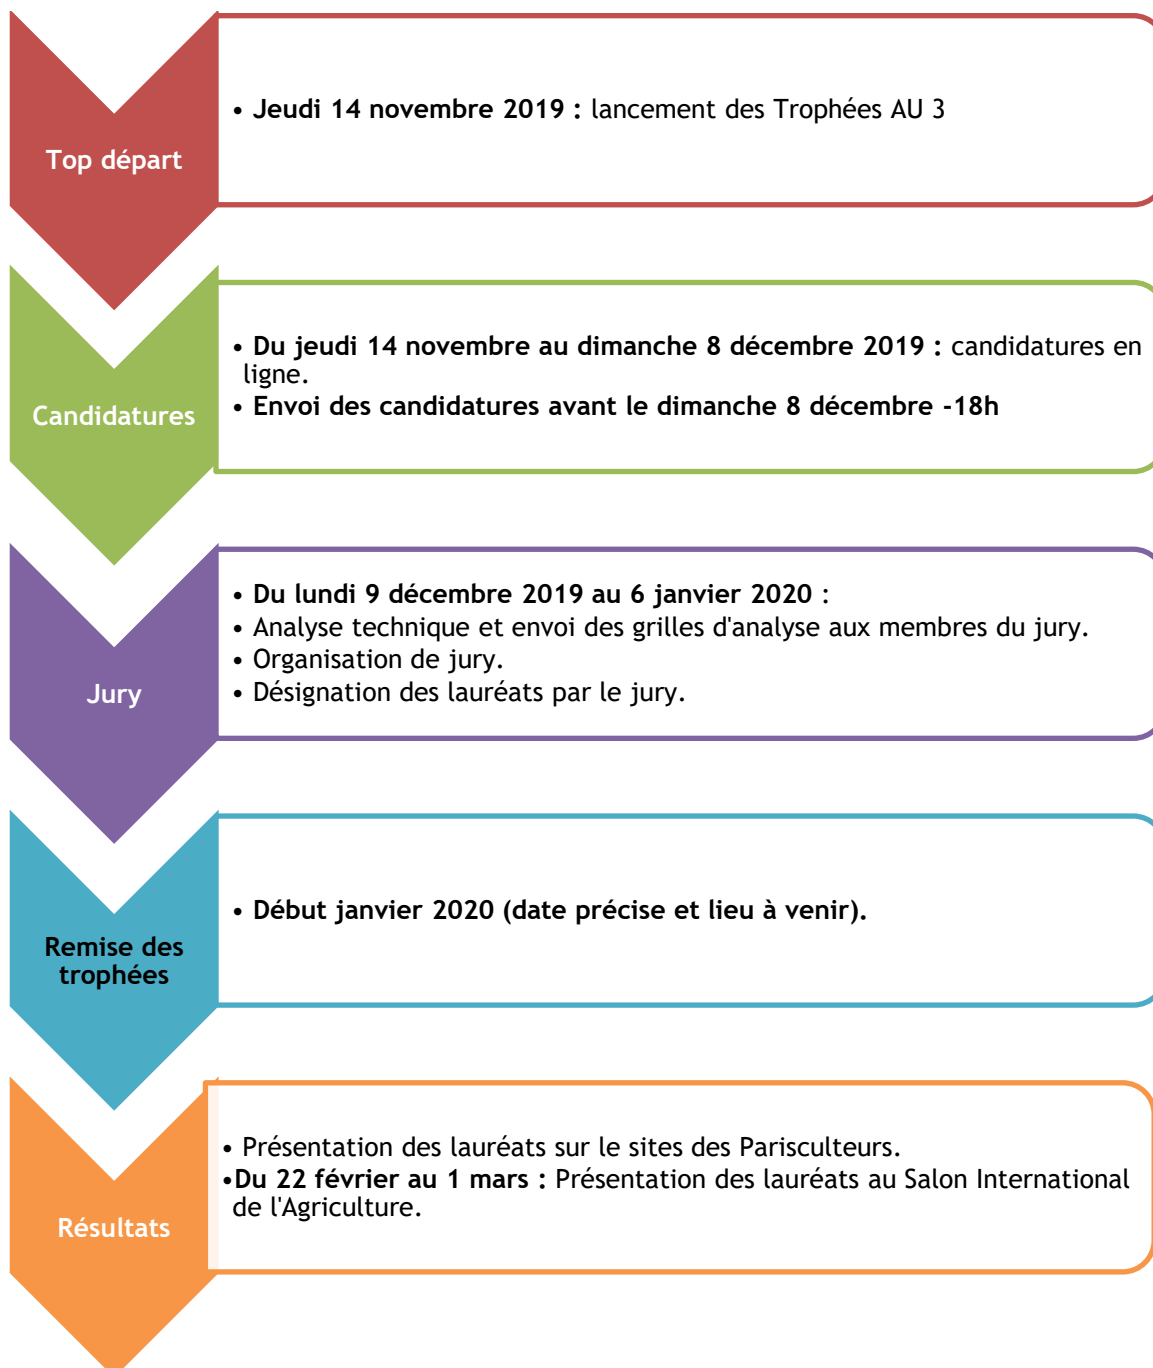 Top départ
• Jeudi 14 novembre 2019 : lancement des Trophées AU 3
Candidatures
• Du jeudi 14 novembre au dimanche 8 décembre 2019 : candidatures en
ligne.
• Envoi des candidatures avant le dimanche 8 décembre -18h
Jury
• Du lundi 9 décembre 2019 au 6 janvier 2020 :
• Analyse technique et envoi des grilles d'analyse aux membres du jury.
• Organisation de jury.
• Désignation des lauréats par le jury.
Remise des
trophées
• Début janvier 2020 (date précise et lieu à venir).
Résultats
• Présentation des lauréats sur le sites des Parisculteurs.
•Du 22 février au 1 mars : Présentation des lauréats au Salon International
de l'Agriculture.